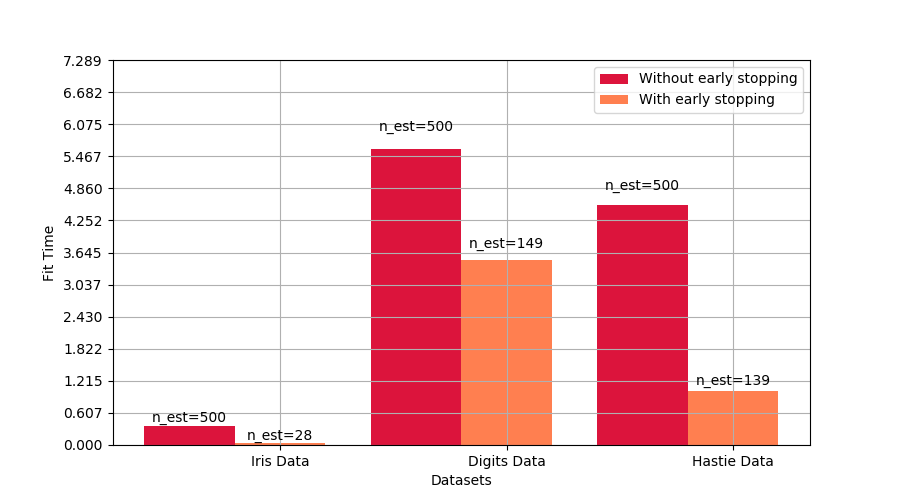 7.289
6.682
6.075
5.467
4.860
4.252
3.645
3.037
2.430
1.822
1.215
0.607
0.000
Fit Time
Without early stopping
With early stopping
n_est=500
n_est=28
n_est=500
n_est=149
n_est=500
n_est=139
Iris Data
Digits Data
Hastie Data
Datasets